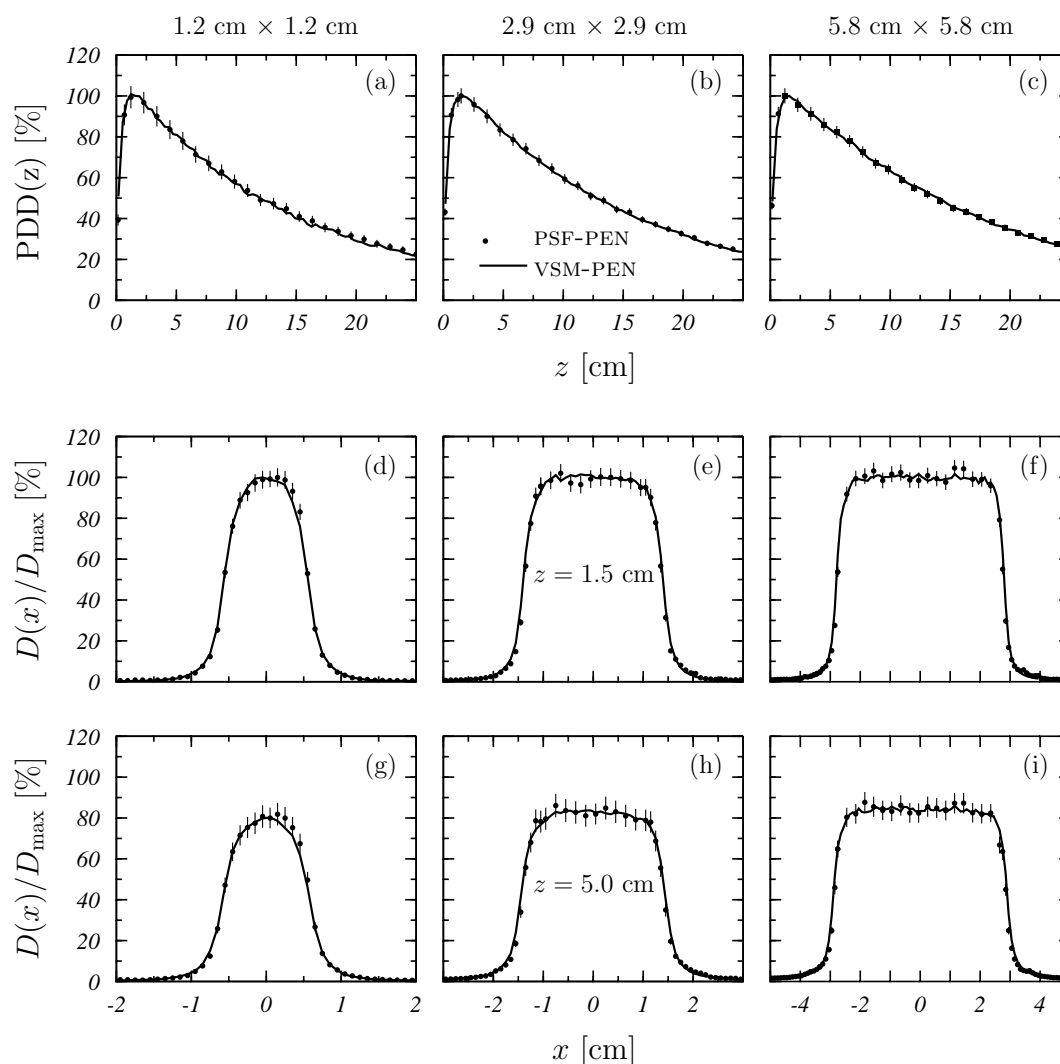 1.2 cm × 1.2 cm 2.9 cm × 2.9 cm 5.8 cm × 5.8 cm
PDD(z) [%]
120
100
80
60
40
20
0
(a) (b) (c)
PSF-PEN
VSM-PEN
0 5 10 15 20 0 5 10 15 20 0 5 10 15 20
z [cm]
D(x)/Dmax [%]
120
100
80
60
40
20
0
(d) (e) (f)
z = 1.5 cm
D(x)/Dmax [%]
120
100
80
60
40
20
0
(g) (h) (i)
z = 5.0 cm
-2 -1 0 1 2 -2 -1 0 1 2 -4 -2 0 2 4
x [cm]